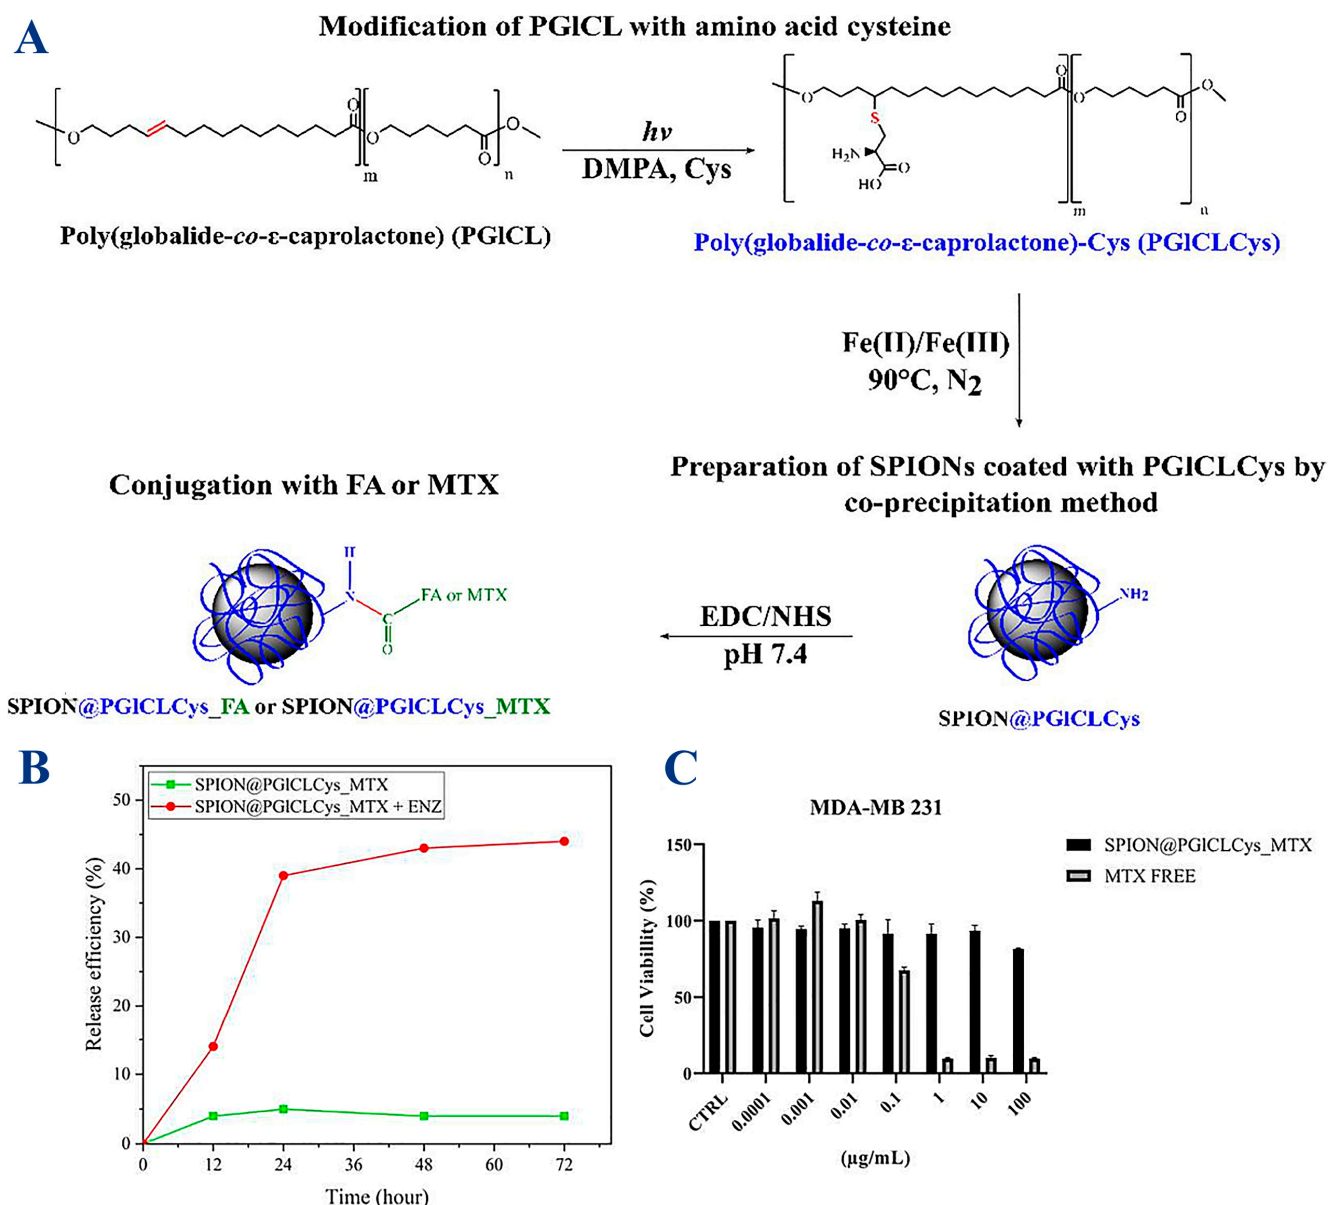 A
Modification of PGlCL with amino acid cysteine
O
O
O
O
O
m
n
hν
DMPA, Cys
O
O
O
O
O
S
H₂N
O
HO
m
n
Poly(globalide-co-ε-caprolactone) (PGlCL)
Poly(globalide-co-ε-caprolactone)-Cys (PGlCLCys)
Fe(II)/Fe(III)
90°C, N₂
Preparation of SPIONs coated with PGlCLCys by
co-precipitation method
Conjugation with FA or MTX
H
N
C
O
FA or MTX
EDC/NHS
pH 7.4
NH₂
SPION@PGlCLCys_FA or SPION@PGlCLCys_MTX
SPION@PGlCLCys
B
SPION@PGlCLCys_MTX
SPION@PGlCLCys_MTX + ENZ
Release efficiency (%)
50
40
30
20
10
0
0 12 24 36 48 60 72
Time (hour)
C
MDA-MB 231
SPION@PGlCLCys_MTX
MTX FREE
Cell Viabillity (%)
150
100
50
0
CTRL 0.0001 0.001 0.01 0.1 1 10 100
(µg/mL)